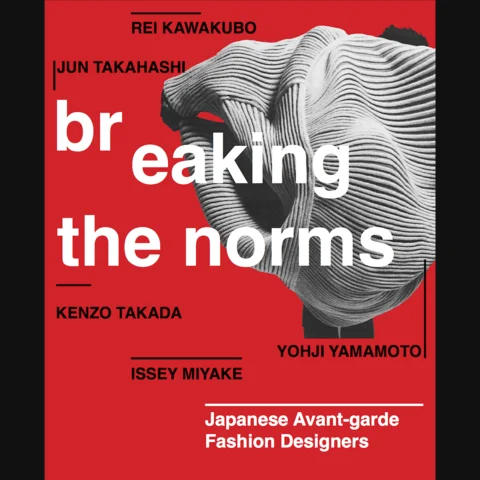 REI KAWAKUBO
JUN TAKAHASHI
br
eaking
the norms
KENZO TAKADA
YOHJI YAMAMOTO
ISSEY MIYAKE
Japanese Avant-garde
Fashion Designers